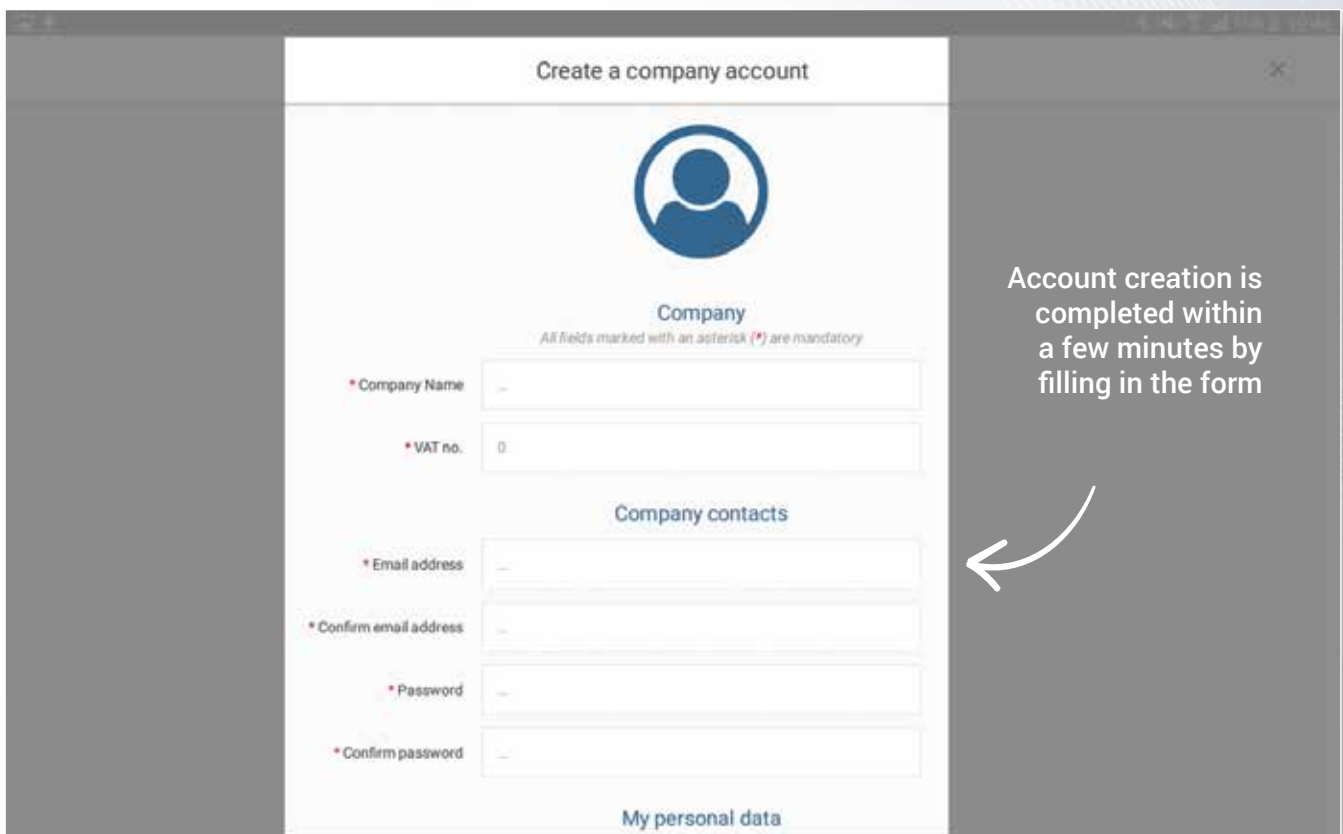 Create a company account
Company
All fields marked with an asterisk (*) are mandatory
* Company Name
...
* VAT no.
0
Company contacts
* Email address
...
* Confirm email address
...
* Password
...
* Confirm password
...
My personal data
Account creation is
completed within
a few minutes by
filling in the form